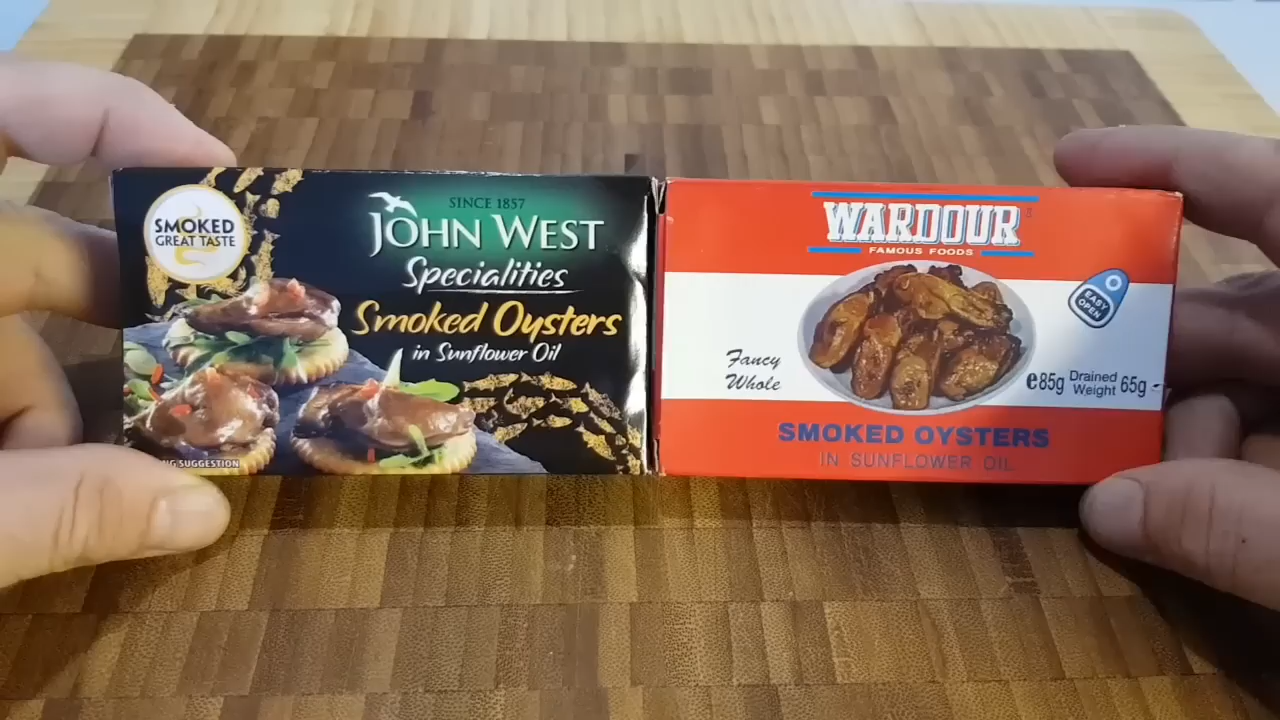 SMOKED
GREAT TASTE
SINCE 1857
JOHN WEST
Specialities
Smoked Oysters
in Sunflower Oil
SUGGESTION
WARDOUR
FAMOUS FOODS
EASY
OPEN
Fancy
Whole
e85g Drained Weight 65g
SMOKED OYSTERS
IN SUNFLOWER OIL